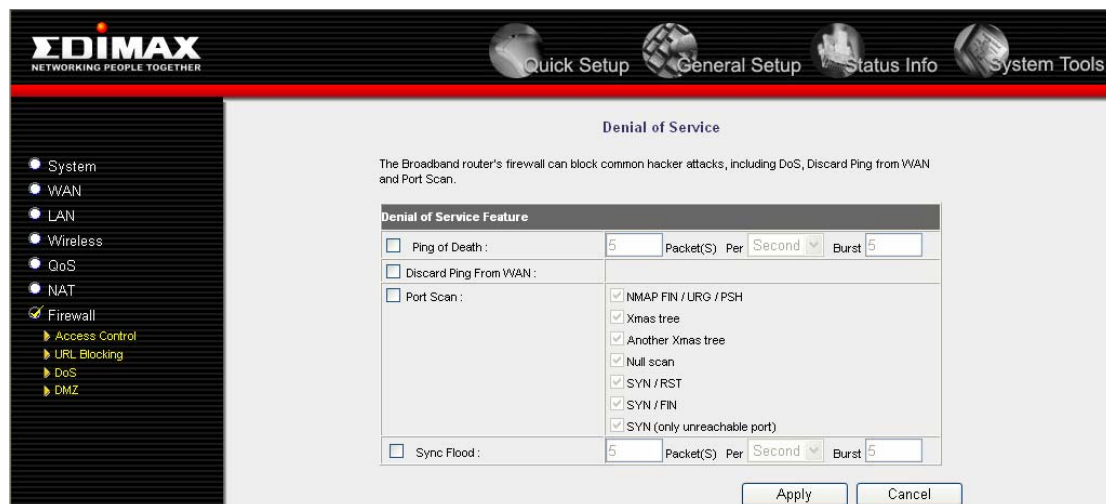 EDIMAX
NETWORKING PEOPLE TOGETHER
Quick Setup
General Setup
Status Info
System Tools
System
WAN
LAN
Wireless
QoS
NAT
Firewall
Access Control
URL Blocking
DoS
DMZ
Denial of Service
The Broadband router's firewall can block common hacker attacks, including DoS, Discard Ping from WAN
and Port Scan.
Denial of Service Feature
Ping of Death : 5 Packet(S) Per Second Burst 5
Discard Ping From WAN :
Port Scan :
NMAP FIN / URG / PSH
Xmas tree
Another Xmas tree
Null scan
SYN / RST
SYN / FIN
SYN (only unreachable port)
Sync Flood : 5 Packet(S) Per Second Burst 5
Apply
Cancel